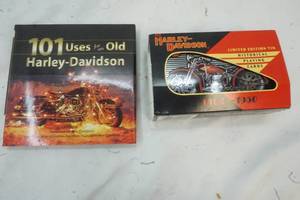 101 Uses for an Old
Harley-Davidson
HARLEY-
DAVIDSON
LIMITED EDITION TIN
HISTORICAL
PLAYING
CARDS